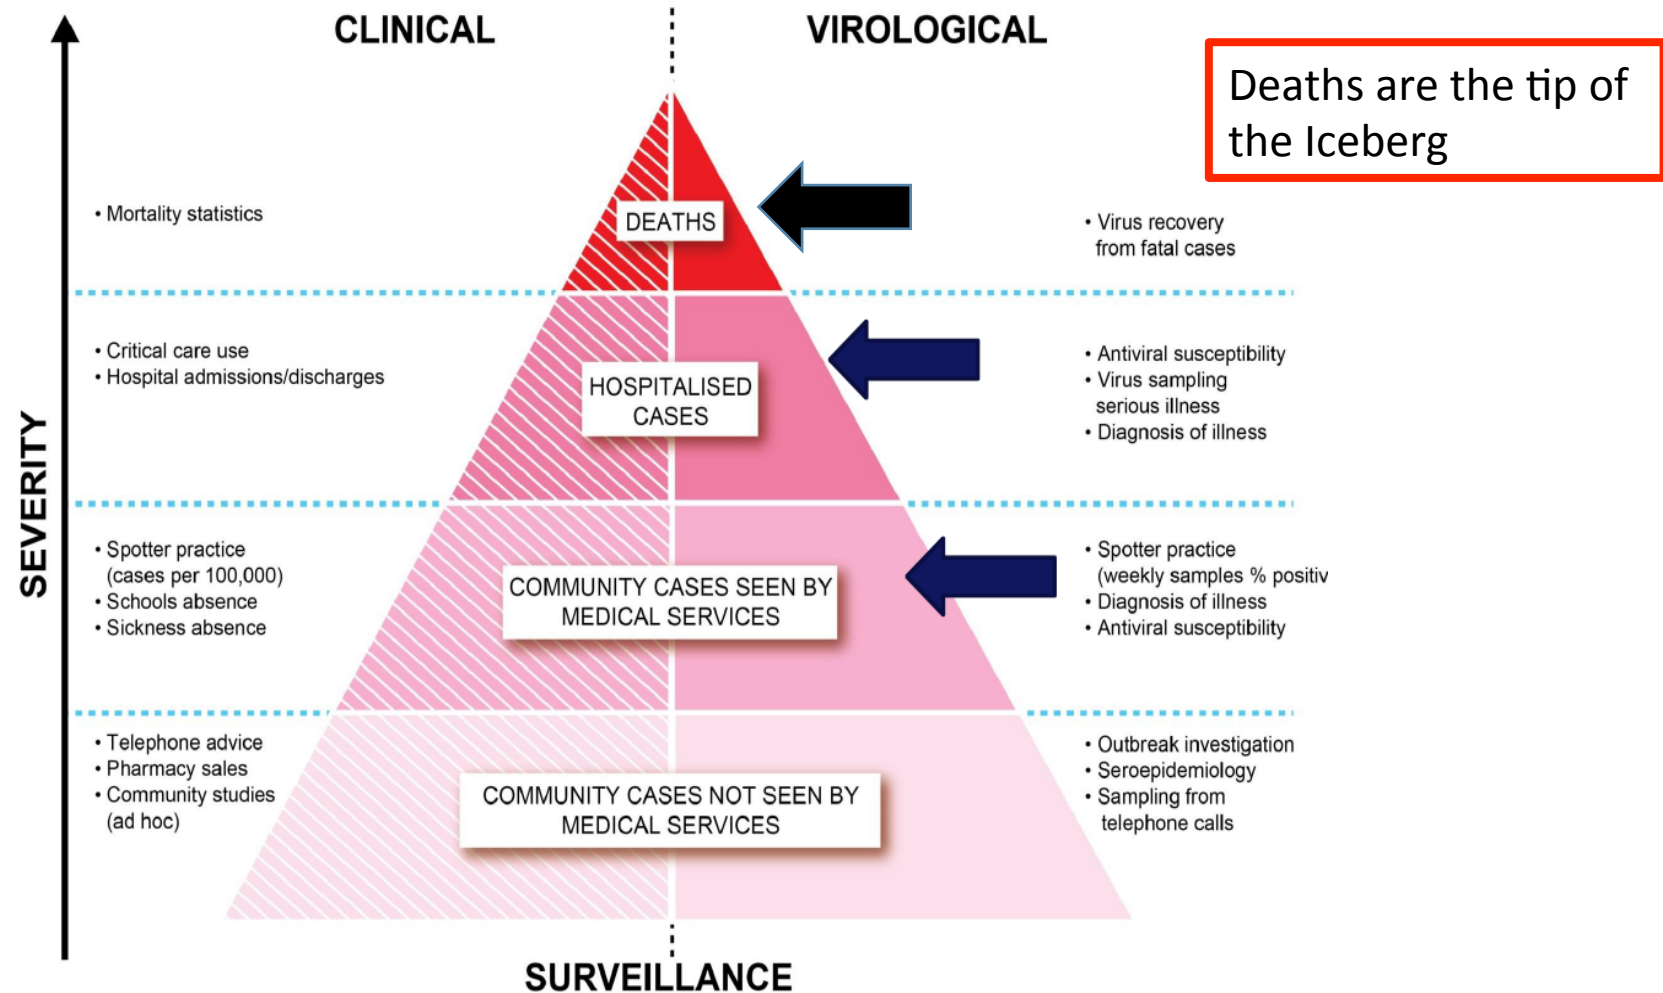 CLINICAL
VIROLOGICAL
Deaths are the tip of
the Iceberg
SEVERITY
• Mortality statistics
DEATHS
• Virus recovery
from fatal cases
• Critical care use
• Hospital admissions/discharges
HOSPITALISED
CASES
• Antiviral susceptibility
• Virus sampling
serious illness
• Diagnosis of illness
• Spotter practice
(cases per 100,000)
• Schools absence
• Sickness absence
COMMUNITY CASES SEEN BY
MEDICAL SERVICES
• Spotter practice
(weekly samples % positiv
• Diagnosis of illness
• Antiviral susceptibility
• Telephone advice
• Pharmacy sales
• Community studies
(ad hoc)
COMMUNITY CASES NOT SEEN BY
MEDICAL SERVICES
• Outbreak investigation
• Seroepidemiology
• Sampling from
telephone calls
SURVEILLANCE